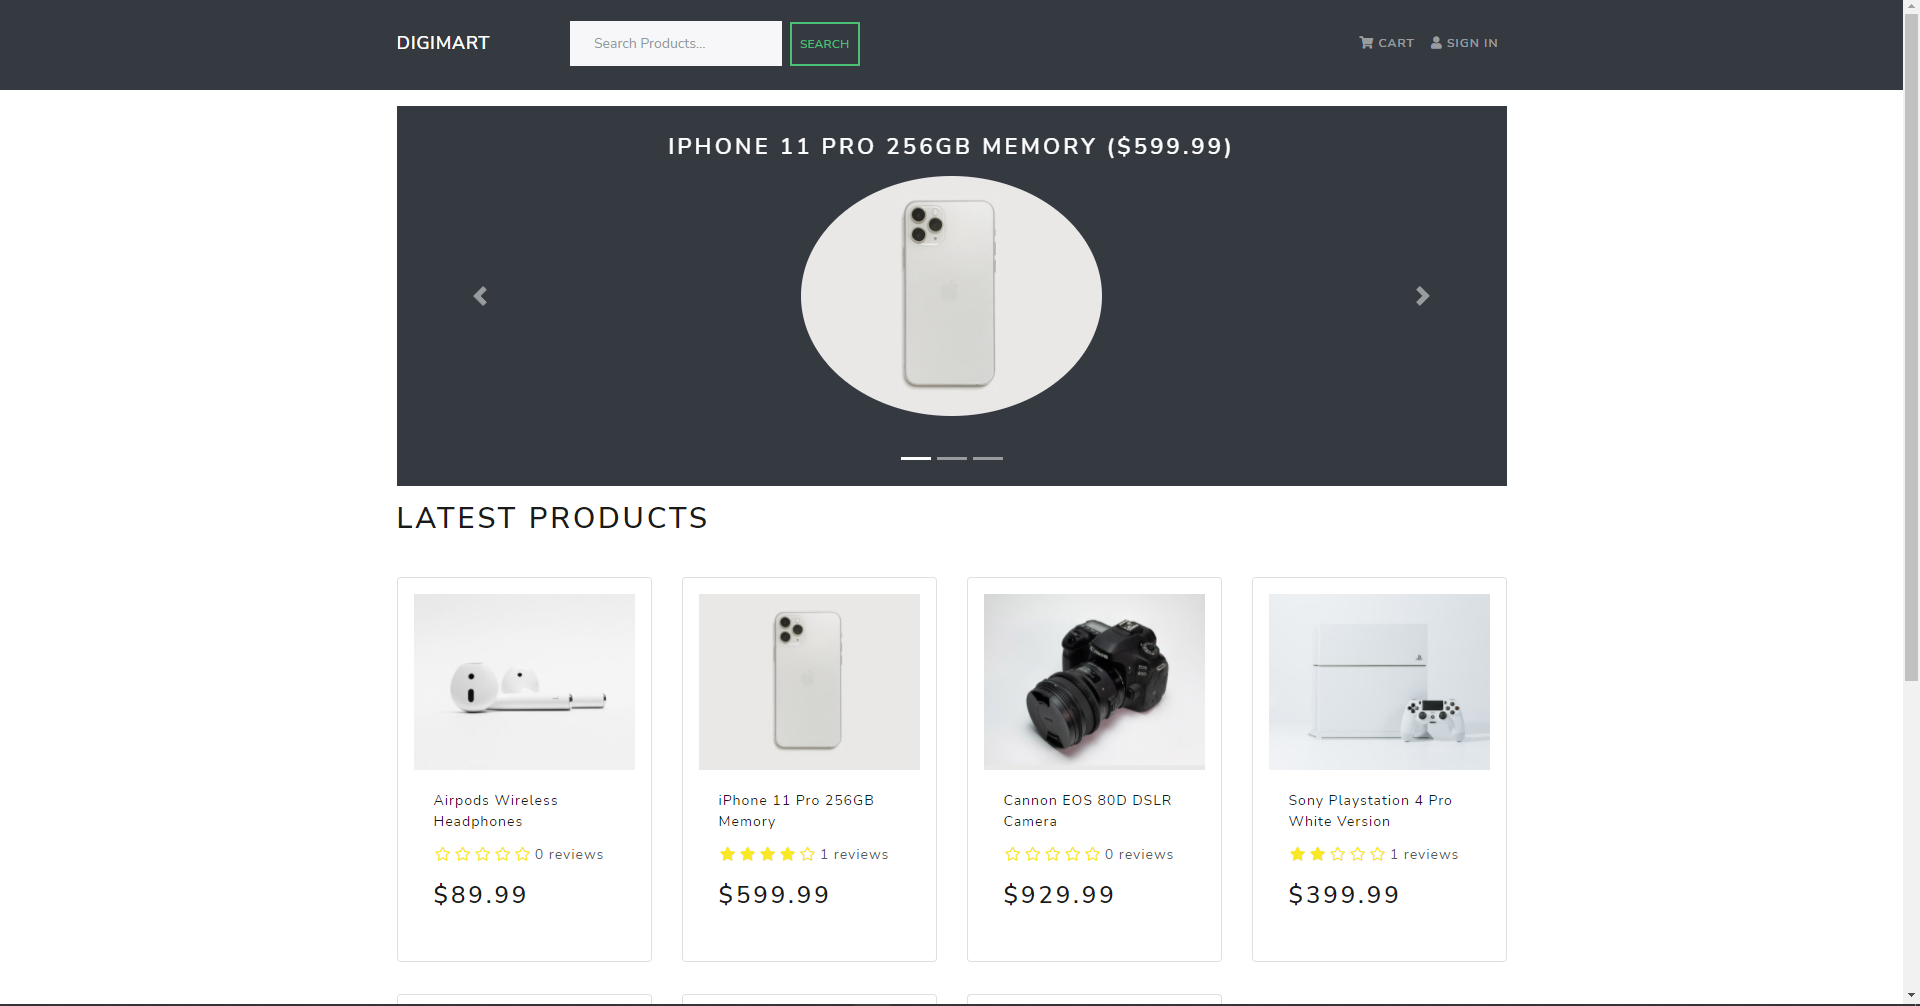 DIGIMART
Search Products...
SEARCH
CART
SIGN IN
IPHONE 11 PRO 256GB MEMORY ($599.99)
LATEST PRODUCTS
Airpods Wireless
Headphones
0 reviews
$89.99
iPhone 11 Pro 256GB
Memory
1 reviews
$599.99
Cannon EOS 80D DSLR
Camera
0 reviews
$929.99
Sony Playstation 4 Pro
White Version
1 reviews
$399.99